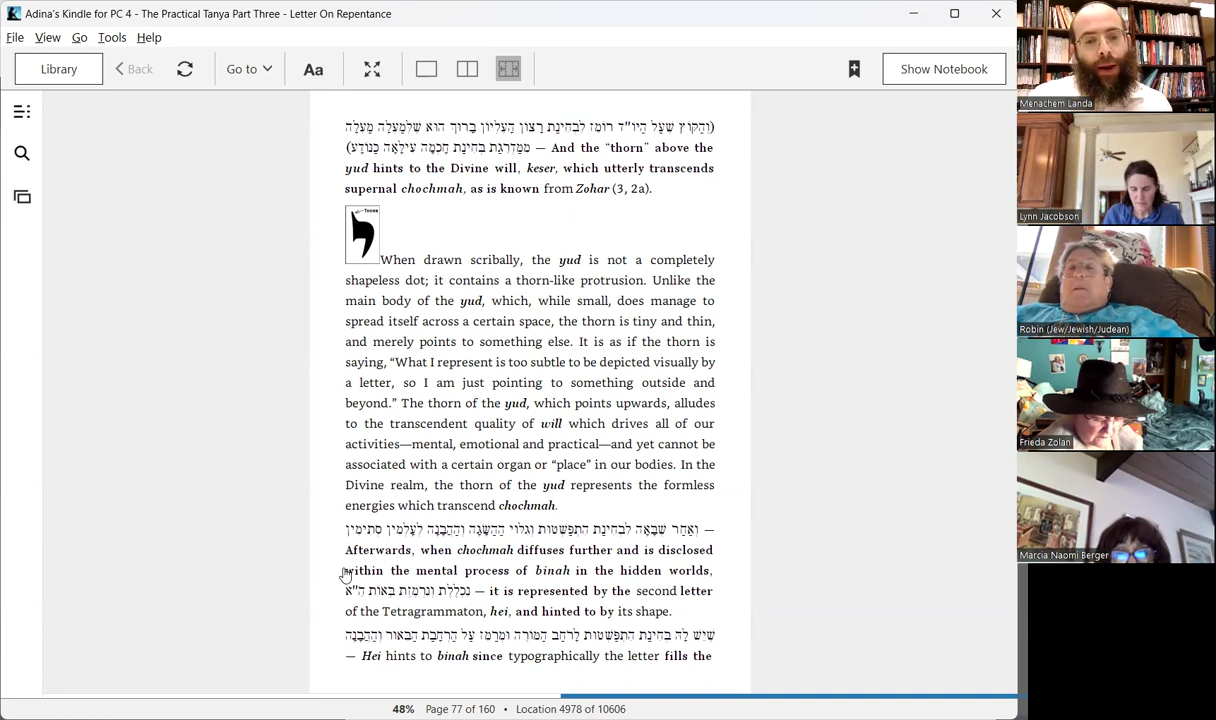 Adina's Kindle for PC 4 - The Practical Tanya Part Three - Letter On Repentance
File View Go Tools Help
Library Back Go to Aa Show Notebook
(וְהַקּוֹץ שֶׁעַל הַיּוֹ"ד רוֹמֵז לִבְחִינַת רָצוֹן הָעֶלְיוֹן בָּרוּךְ הוּא שֶׁלְּמַעְלָה מַעְלָה
מִמַּדְרֵגַת בְּחִינַת חָכְמָה עִילָּאָה כַּנּוֹדָע) — And the “thorn” above the
yud hints to the Divine will, keser, which utterly transcends
supernal chochmah, as is known from Zohar (3, 2a).
THORN
When drawn scribally, the yud is not a completely
shapeless dot; it contains a thorn-like protrusion. Unlike the
main body of the yud, which, while small, does manage to
spread itself across a certain space, the thorn is tiny and thin,
and merely points to something else. It is as if the thorn is
saying, “What I represent is too subtle to be depicted visually by
a letter, so I am just pointing to something outside and
beyond.” The thorn of the yud, which points upwards, alludes
to the transcendent quality of will which drives all of our
activities—mental, emotional and practical—and yet cannot be
associated with a certain organ or “place” in our bodies. In the
Divine realm, the thorn of the yud represents the formless
energies which transcend chochmah.
וְאַחַר שֶׁבָּאָה לִבְחִינַת הִתְפַּשְּׁטוּת וְגִלּוּי הַהַשָּׂגָה וְהַהֲבָנָה לְעָלְמִין סְתִימִין —
Afterwards, when chochmah diffuses further and is disclosed
within the mental process of binah in the hidden worlds,
נִכְלֶלֶת וְנִרְמֶזֶת בְּאוֹת הֵ"א — it is represented by the second letter
of the Tetragrammaton, hei, and hinted to by its shape.
שֶׁיֵּשׁ לָהּ בְּחִינַת הִתְפַּשְּׁטוּת לְרֹחַב הַמּוֹרֶה וּמְרַמֵּז עַל הַרְחָבַת הַבִּאוּר וְהַהֲבָנָה
— Hei hints to binah since typographically the letter fills the
48% Page 77 of 160 • Location 4978 of 10606
Menachem Landa
Lynn Jacobson
Robin (Jew/Jewish/Judean)
Frieda Zolan
Marcia Naomi Berger